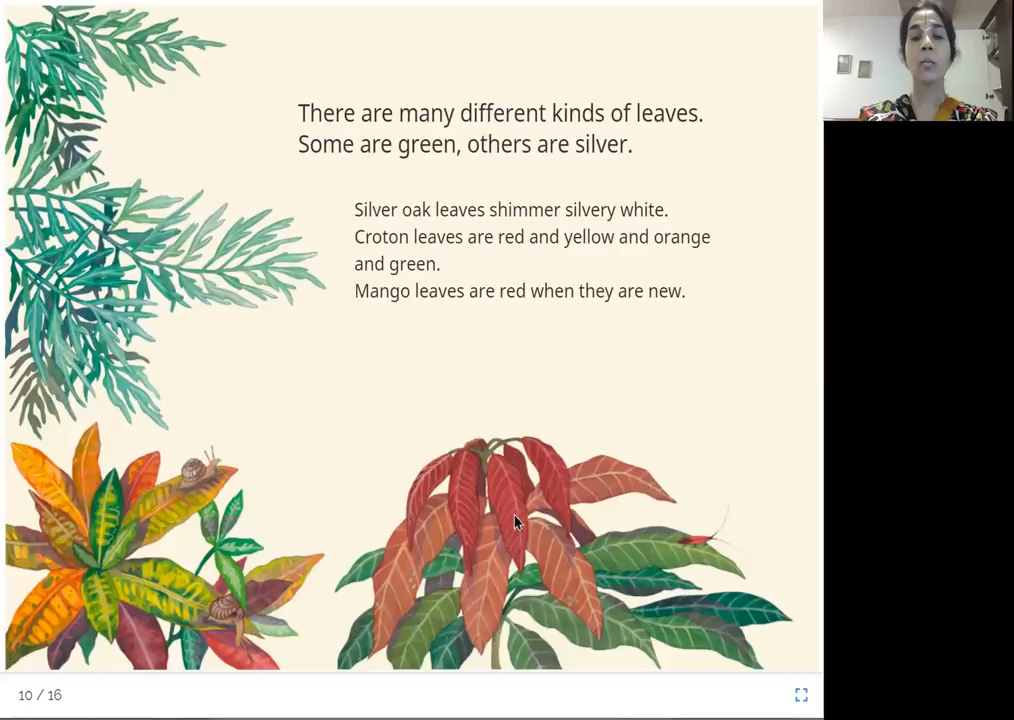 There are many different kinds of leaves.
Some are green, others are silver.
Silver oak leaves shimmer silvery white.
Croton leaves are red and yellow and orange
and green.
Mango leaves are red when they are new.
10 / 16